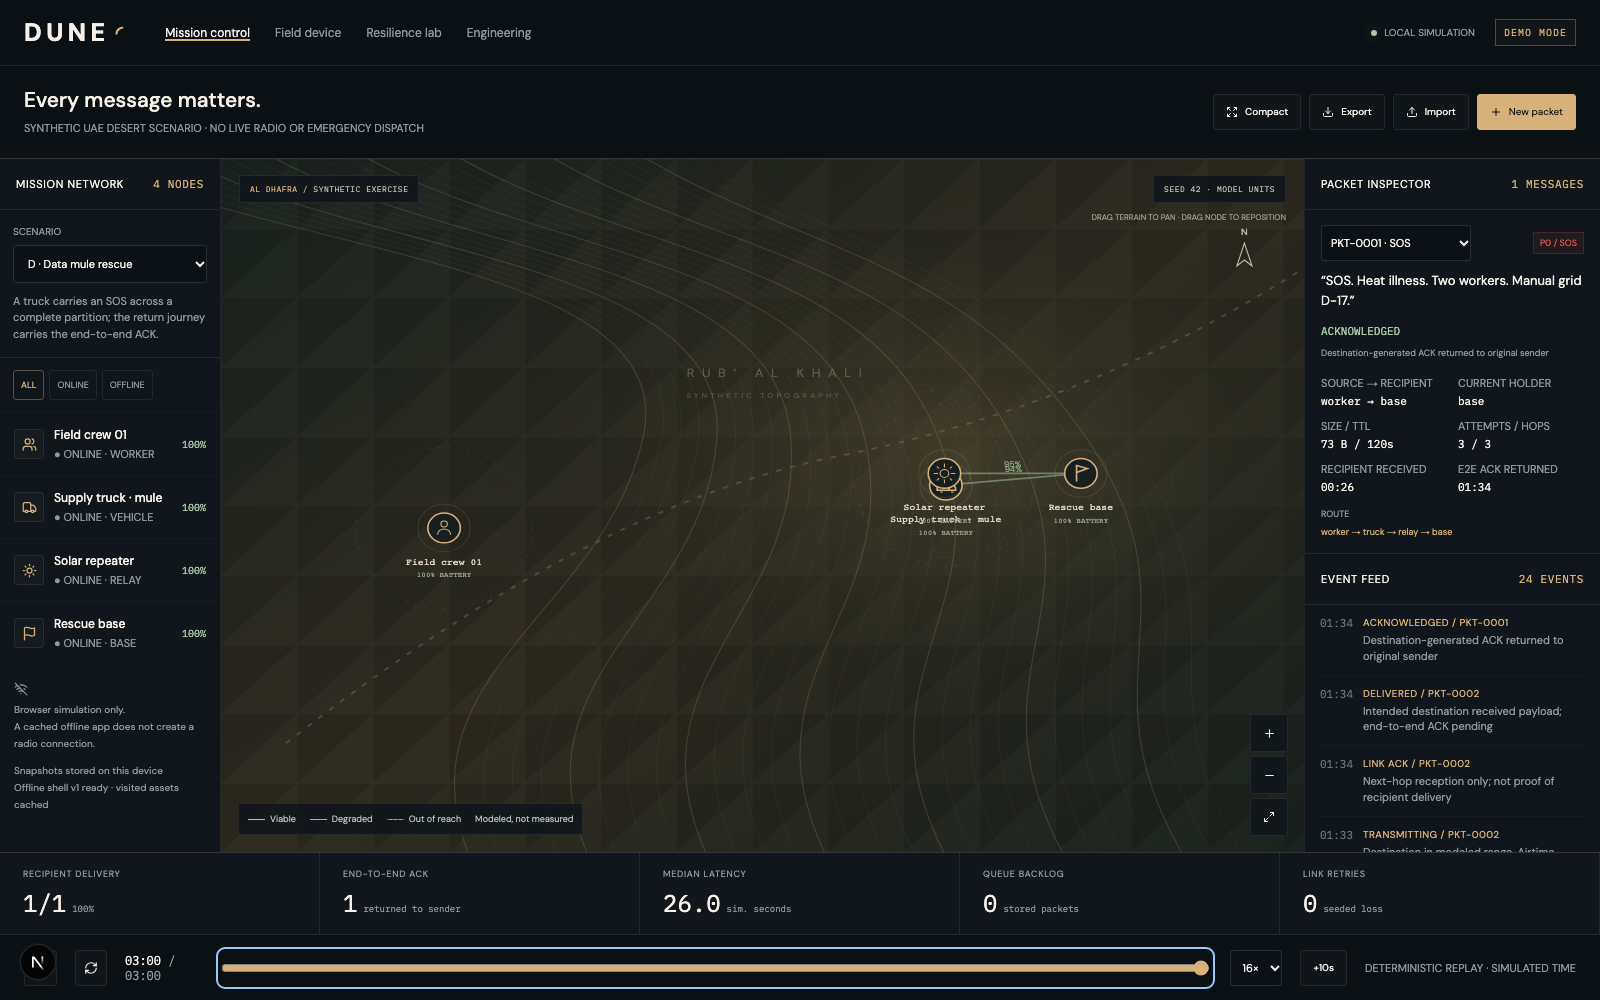 DUNE
Mission control
Field device
Resilience lab
Engineering
LOCAL SIMULATION
DEMO MODE
Every message matters.
SYNTHETIC UAE DESERT SCENARIO · NO LIVE RADIO OR EMERGENCY DISPATCH
Compact
Export
Import
New packet
MISSION NETWORK
4 NODES
SCENARIO
D · Data mule rescue
A truck carries an SOS across a
complete partition; the return journey
carries the end-to-end ACK.
ALL
ONLINE
OFFLINE
Field crew 01
ONLINE · WORKER
100%
Supply truck · mule
ONLINE · VEHICLE
100%
Solar repeater
ONLINE · RELAY
100%
Rescue base
ONLINE · BASE
100%
Browser simulation only.
A cached offline app does not create a
radio connection.
Snapshots stored on this device
Offline shell v1 ready · visited assets
cached
AL DHAFRA / SYNTHETIC EXERCISE
SEED 42 · MODEL UNITS
DRAG TERRAIN TO PAN · DRAG NODE TO REPOSITION
N
RUB' AL KHALI
SYNTHETIC TOPOGRAPHY
Field crew 01
100% BATTERY
Solar repeater
Supply truck · mule
100% BATTERY
Rescue base
100% BATTERY
+
−
Viable
Degraded
Out of reach
Modeled, not measured
PACKET INSPECTOR
1 MESSAGES
PKT-0001 · SOS
P0 / SOS
“SOS. Heat illness. Two workers. Manual grid
D-17.”
ACKNOWLEDGED
Destination-generated ACK returned to original sender
SOURCE → RECIPIENT
worker → base
CURRENT HOLDER
base
SIZE / TTL
73 B / 120s
ATTEMPTS / HOPS
3 / 3
RECIPIENT RECEIVED
00:26
E2E ACK RETURNED
01:34
ROUTE
worker → truck → relay → base
EVENT FEED
24 EVENTS
01:34
ACKNOWLEDGED / PKT-0001
Destination-generated ACK returned to
original sender
01:34
DELIVERED / PKT-0002
Intended destination received payload;
end-to-end ACK pending
01:34
LINK ACK / PKT-0002
Next-hop reception only; not proof of
recipient delivery
01:33
TRANSMITTING / PKT-0002
Destination in modeled range. Airtime
RECIPIENT DELIVERY
1/1 100%
END-TO-END ACK
1 returned to sender
MEDIAN LATENCY
26.0 sim. seconds
QUEUE BACKLOG
0 stored packets
LINK RETRIES
0 seeded loss
N
03:00 /
03:00
16×
+10s
DETERMINISTIC REPLAY · SIMULATED TIME